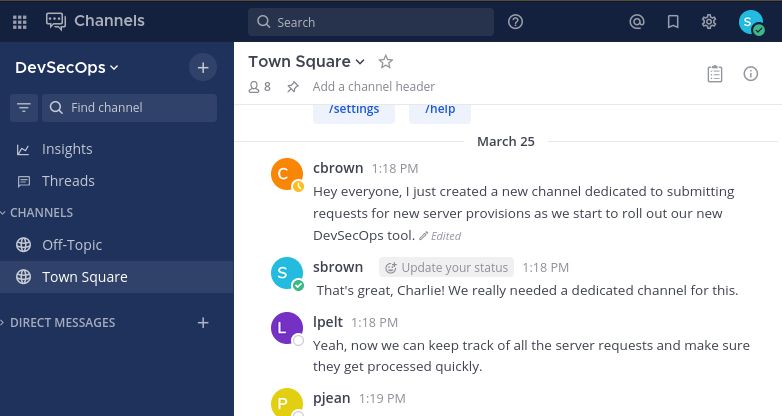 Channels
Search
S
DevSecOps
Find channel
Insights
Threads
CHANNELS
Off-Topic
Town Square
DIRECT MESSAGES
Town Square
8 Add a channel header
/settings /help
March 25
C
cbrown 1:18 PM
Hey everyone, I just created a new channel dedicated to submitting
requests for new server provisions as we start to roll out our new
DevSecOps tool. Edited
S
sbrown Update your status 1:18 PM
That's great, Charlie! We really needed a dedicated channel for this.
L
lpelt 1:18 PM
Yeah, now we can keep track of all the server requests and make sure
they get processed quickly.
P
pjean 1:19 PM